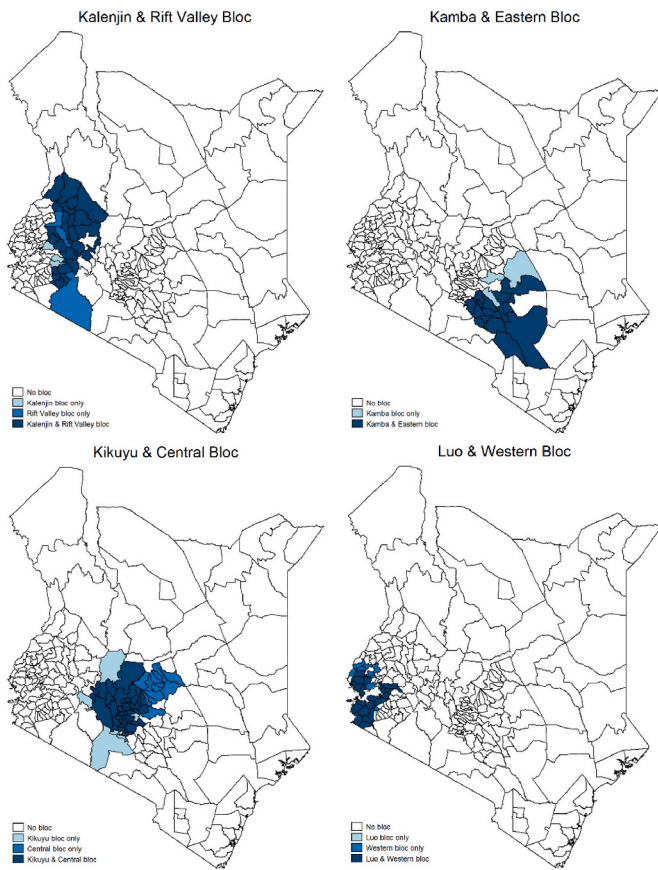 Kalenjin & Rift Valley Bloc
No bloc
Kalenjin bloc only
Rift Valley bloc only
Kalenjin & Rift Valley bloc
Kamba & Eastern Bloc
No bloc
Kamba bloc only
Kamba & Eastern bloc
Kikuyu & Central Bloc
No bloc
Kikuyu bloc only
Central bloc only
Kikuyu & Central bloc
Luo & Western Bloc
No bloc
Luo bloc only
Western bloc only
Luo & Western bloc